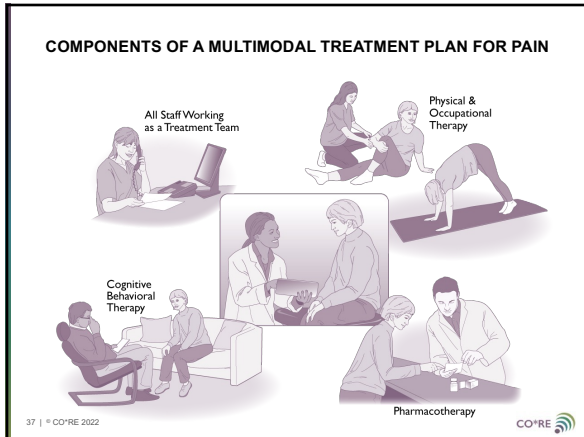 COMPONENTS OF A MULTIMODAL TREATMENT PLAN FOR PAIN
All Staff Working
as a Treatment Team
Physical &
Occupational
Therapy
Cognitive
Behavioral
Therapy
Pharmacotherapy
37 | © CO*RE 2022
CO*RE